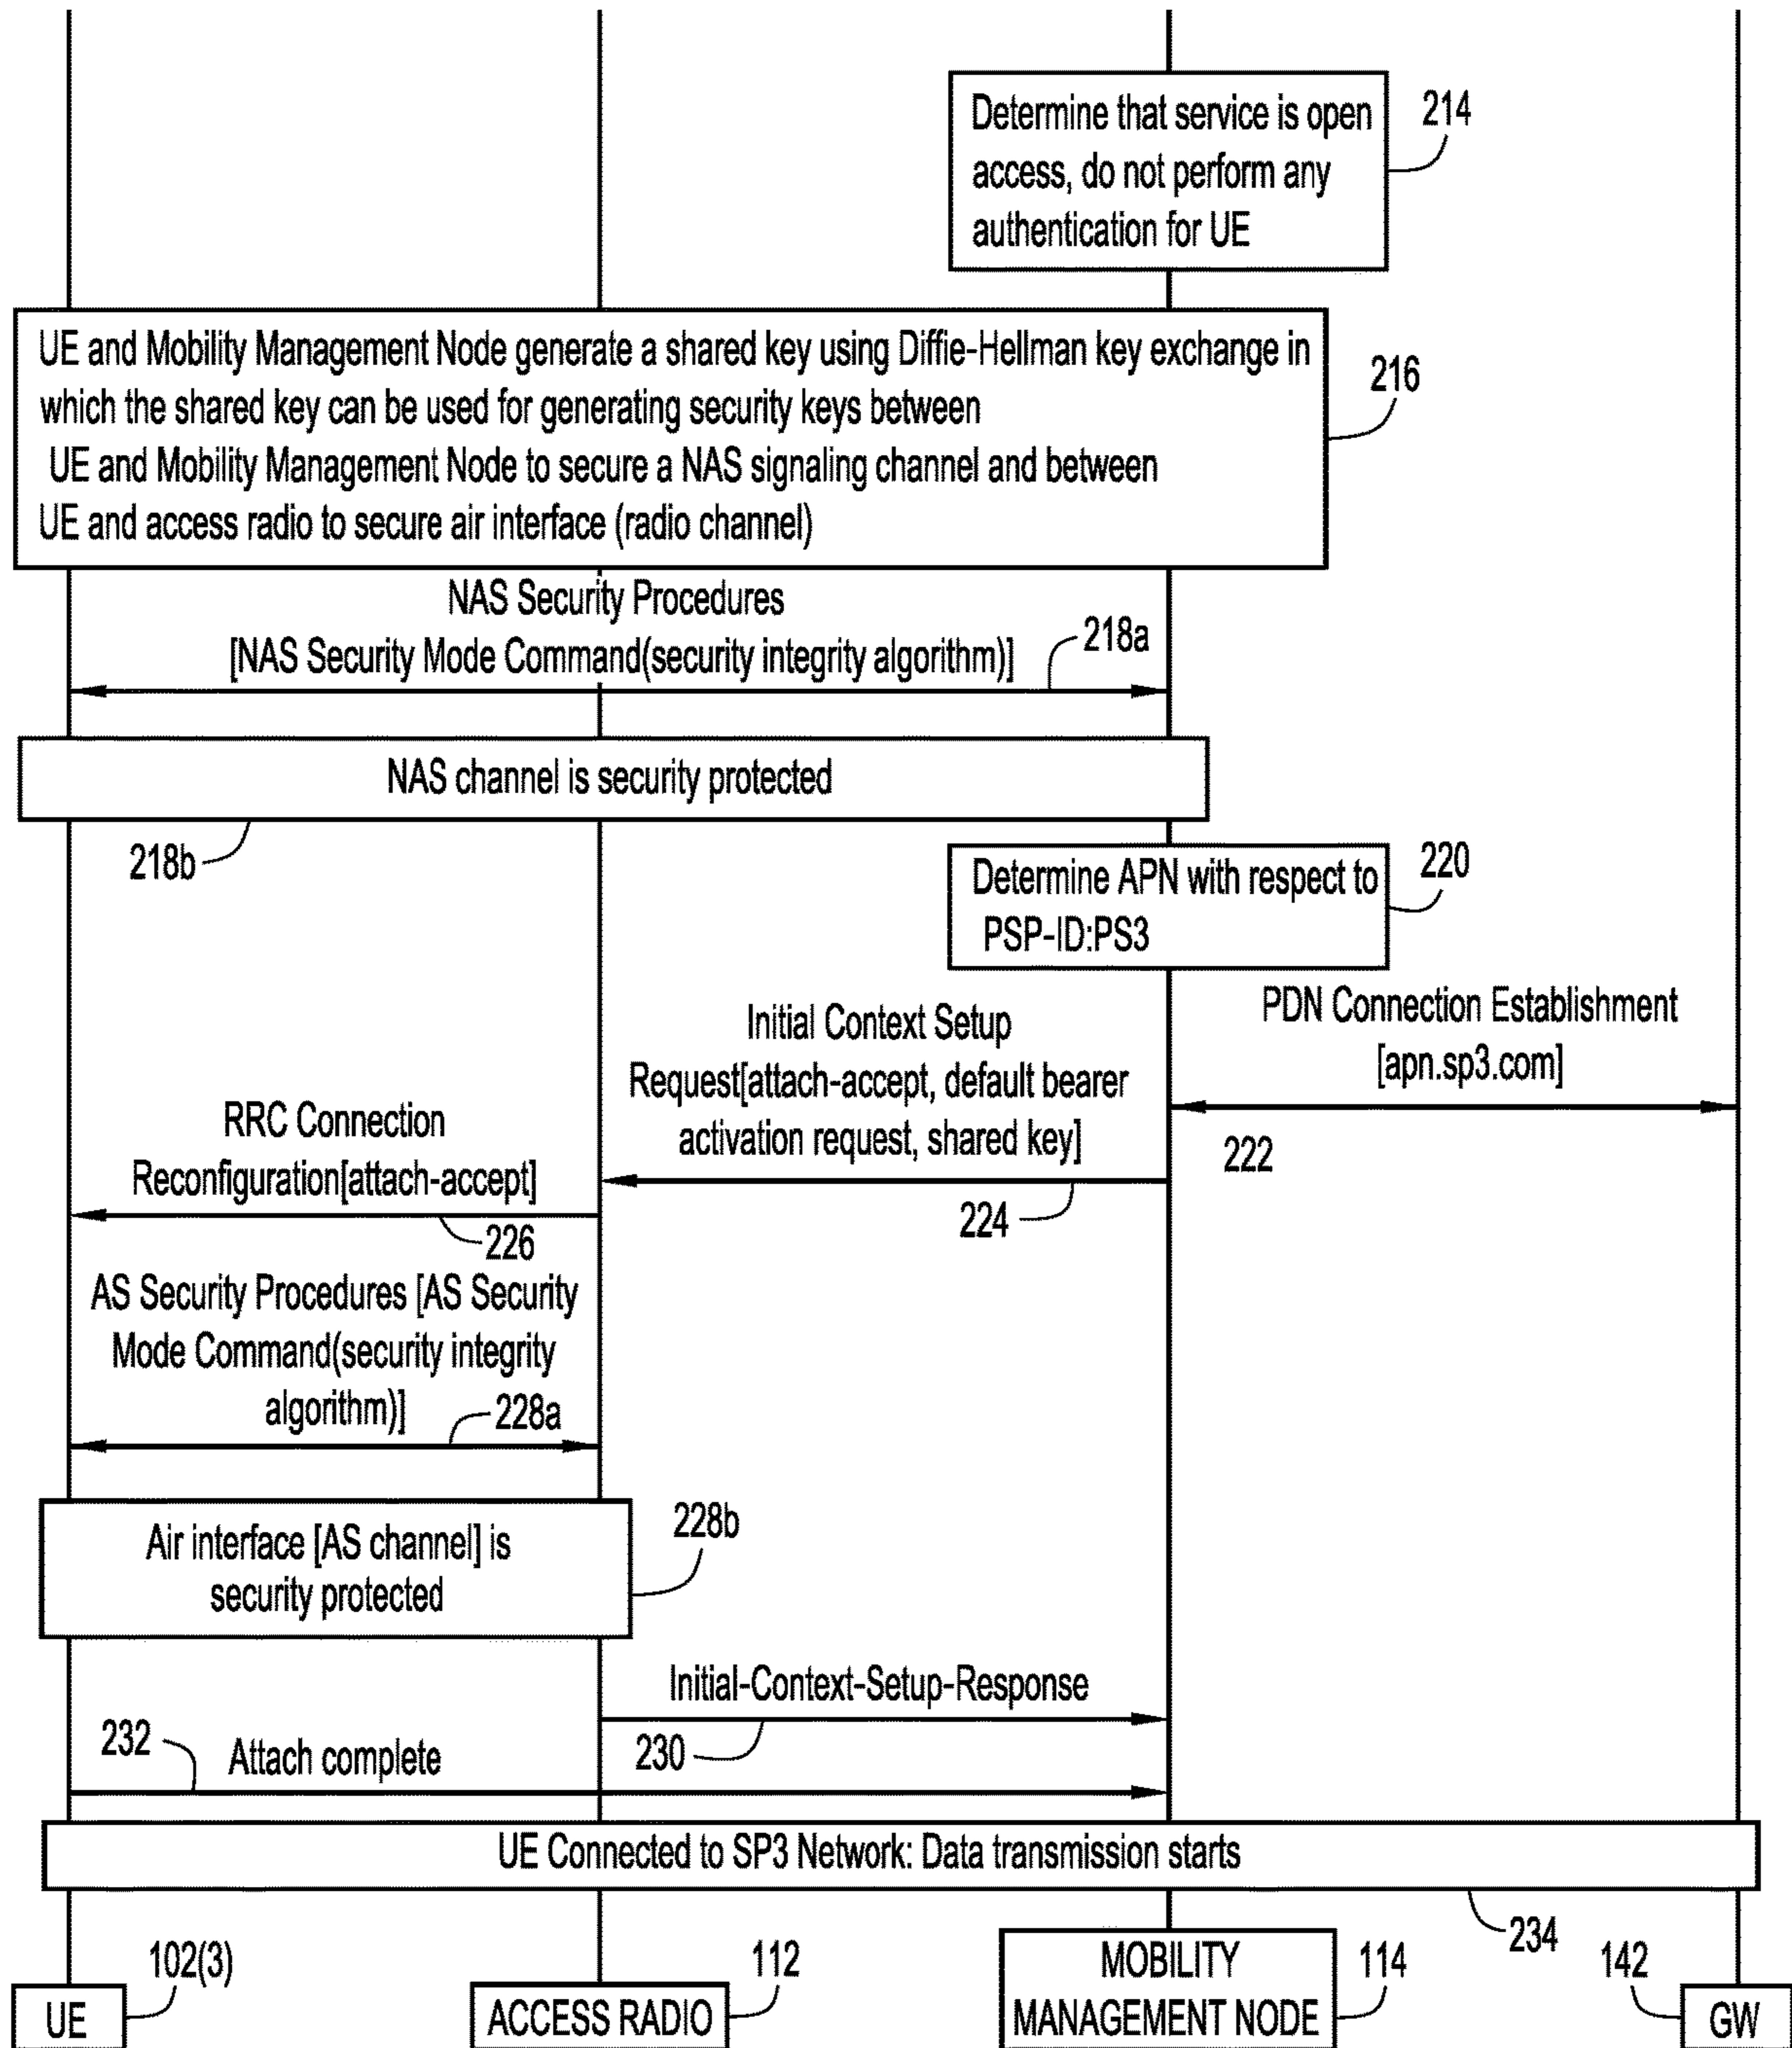 Determine that service is open
access, do not perform any
authentication for UE
214
UE and Mobility Management Node generate a shared key using Diffie-Hellman key exchange in
which the shared key can be used for generating security keys between
UE and Mobility Management Node to secure a NAS signaling channel and between
UE and access radio to secure air interface (radio channel)
216
NAS Security Procedures
[NAS Security Mode Command(security integrity algorithm)]
218a
NAS channel is security protected
218b
Determine APN with respect to
PSP-ID:PS3
220
PDN Connection Establishment
[apn.sp3.com]
222
Initial Context Setup
Request[attach-accept, default bearer
activation request, shared key]
224
RRC Connection
Reconfiguration[attach-accept]
226
AS Security Procedures [AS Security
Mode Command(security integrity
algorithm)]
228a
Air interface [AS channel] is
security protected
228b
Initial-Context-Setup-Response
230
232
Attach complete
UE Connected to SP3 Network: Data transmission starts
234
102(3)
UE
112
ACCESS RADIO
MOBILITY
MANAGEMENT NODE
114
142
GW